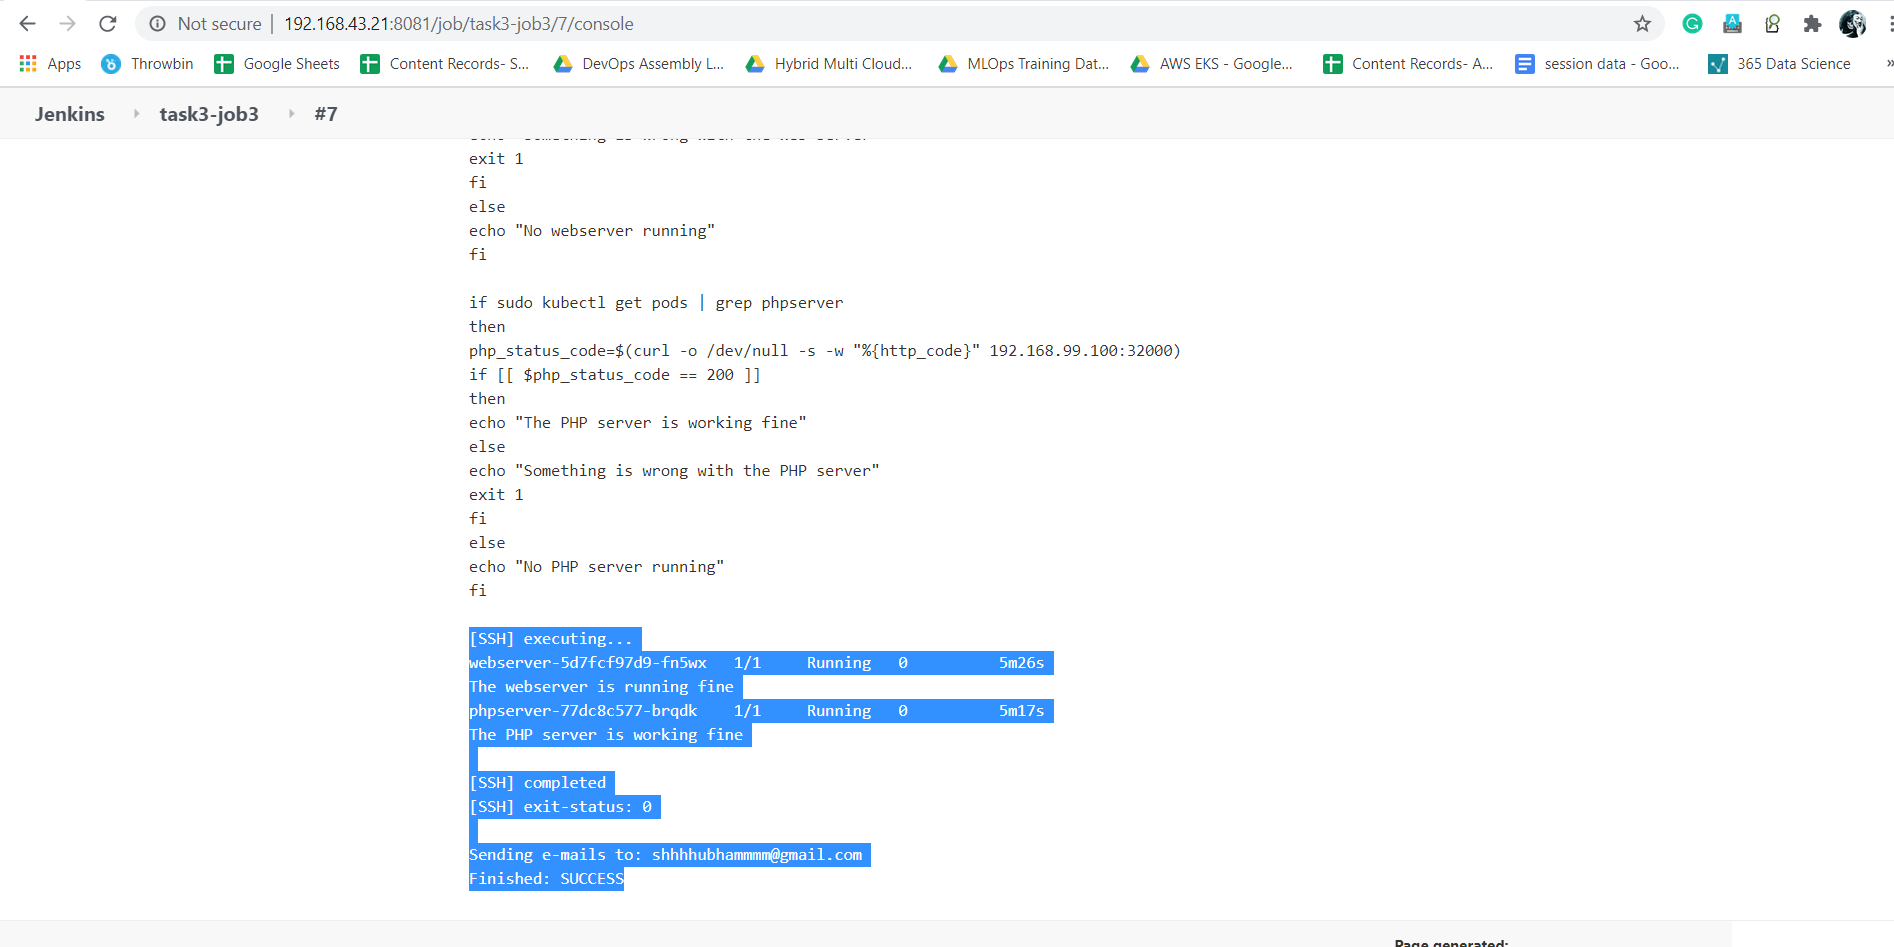 Not secure | 192.168.43.21:8081/job/task3-job3/7/console
Apps Throwbin Google Sheets Content Records- S... DevOps Assembly L... Hybrid Multi Cloud... MLOps Training Dat... AWS EKS - Google... Content Records- A... session data - Goo... 365 Data Science »
Jenkins task3-job3 #7
exit 1
fi
else
echo "No webserver running"
fi
if sudo kubectl get pods | grep phpserver
then
php_status_code=$(curl -o /dev/null -s -w "%{http_code}" 192.168.99.100:32000)
if [[ $php_status_code == 200 ]]
then
echo "The PHP server is working fine"
else
echo "Something is wrong with the PHP server"
exit 1
fi
else
echo "No PHP server running"
fi
[SSH] executing...
webserver-5d7fcf97d9-fn5wx 1/1 Running 0 5m26s
The webserver is running fine
phpserver-77dc8c577-brqdk 1/1 Running 0 5m17s
The PHP server is working fine
[SSH] completed
[SSH] exit-status: 0
Sending e-mails to: shhhhubhammmm@gmail.com
Finished: SUCCESS
Page generated: